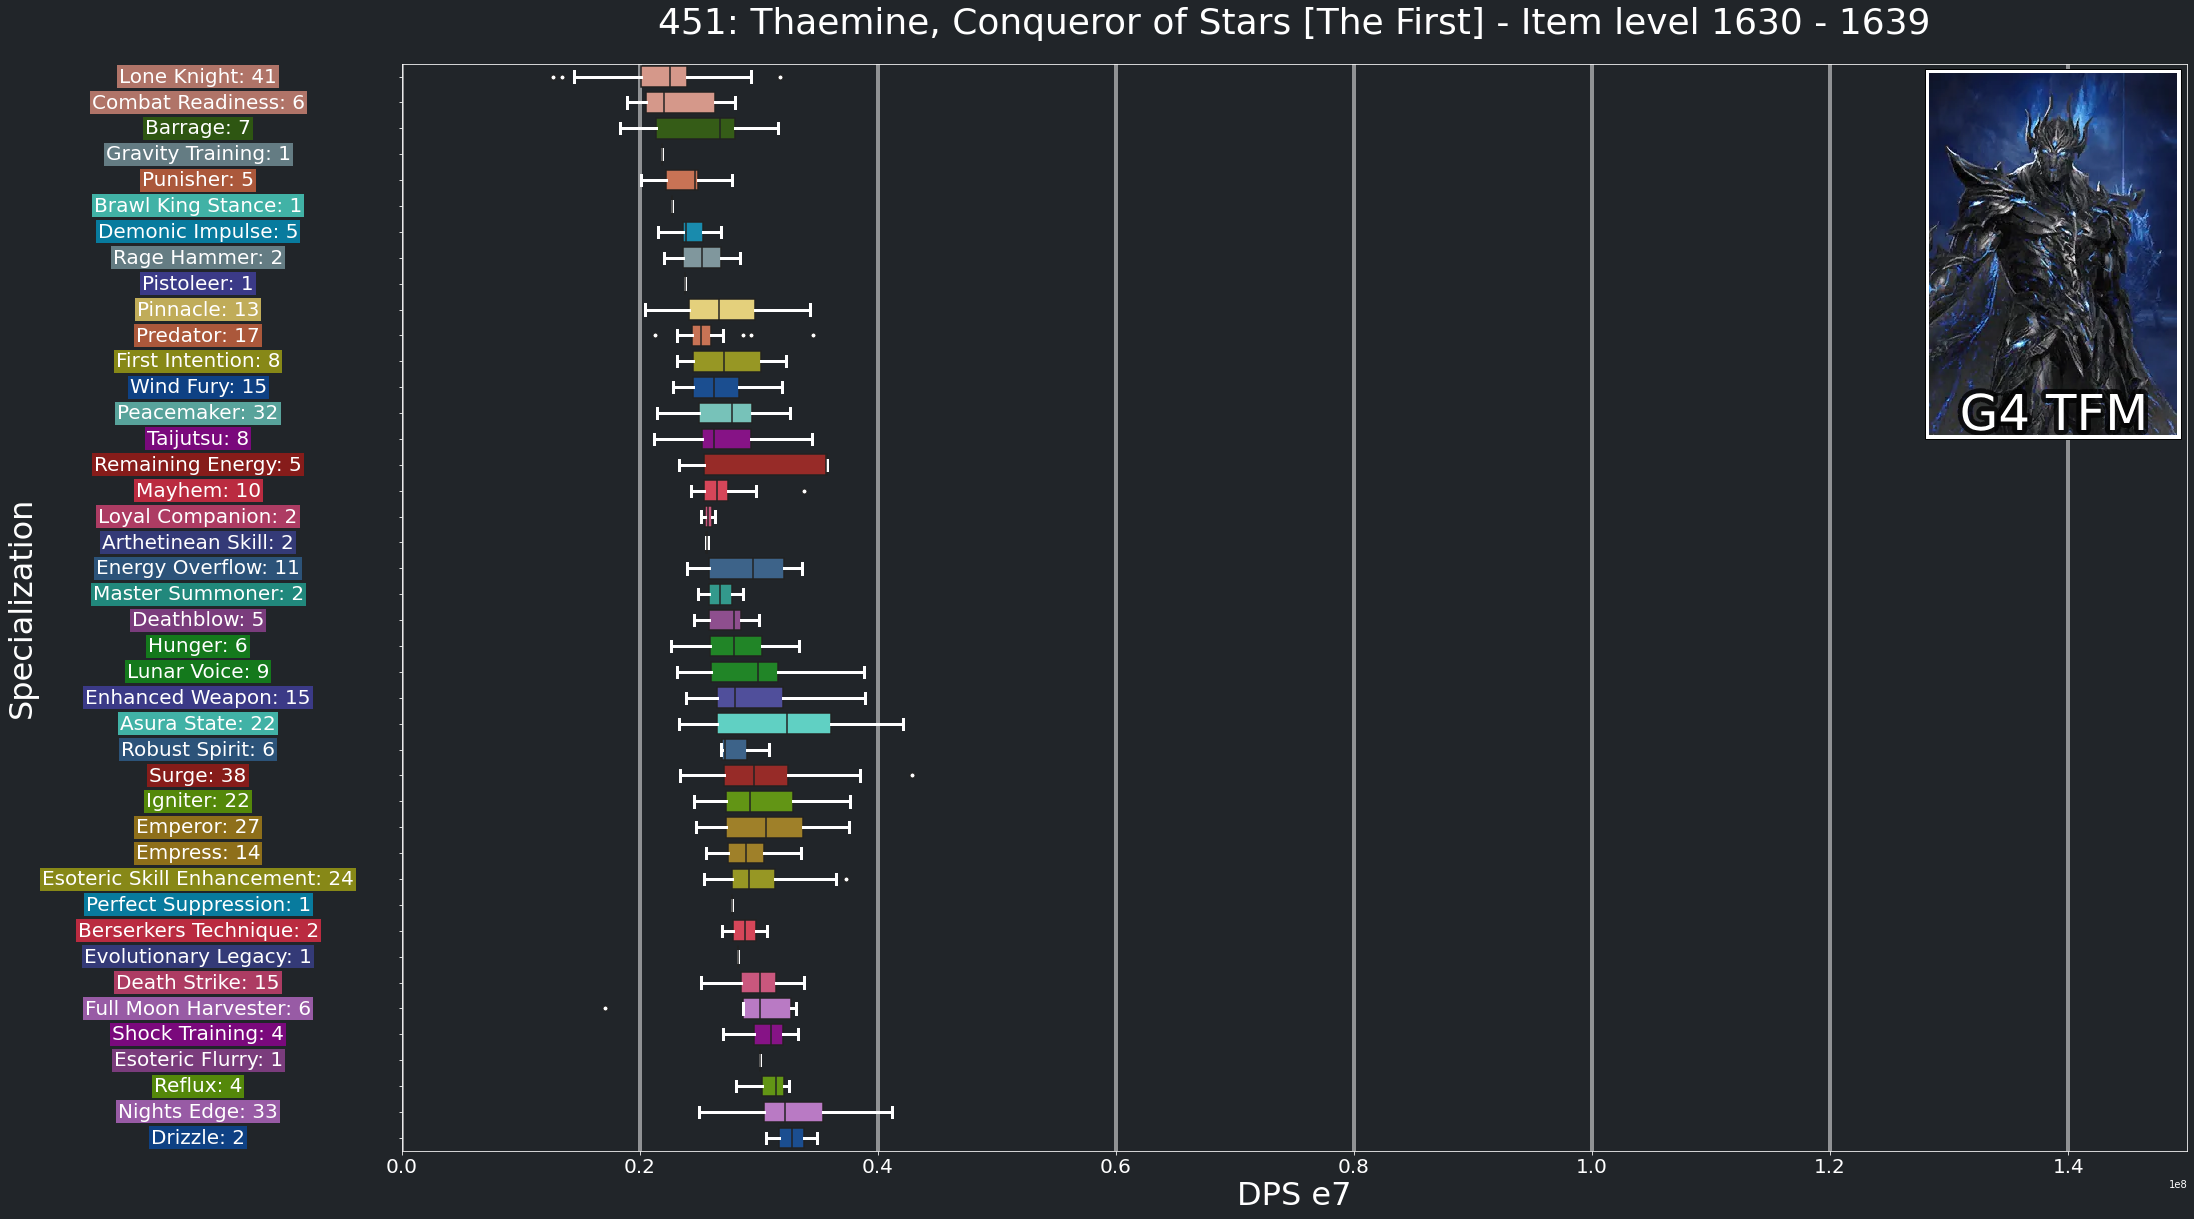 451: Thaemine, Conqueror of Stars [The First] - Item level 1630 - 1639
Lone Knight: 41
Combat Readiness: 6
Barrage: 7
Gravity Training: 1
Punisher: 5
Brawl King Stance: 1
Demonic Impulse: 5
Rage Hammer: 2
Pistoleer: 1
Pinnacle: 13
Predator: 17
First Intention: 8
Wind Fury: 15
Peacemaker: 32
Taijutsu: 8
Remaining Energy: 5
Mayhem: 10
Loyal Companion: 2
Arthetinean Skill: 2
Energy Overflow: 11
Master Summoner: 2
Deathblow: 5
Hunger: 6
Lunar Voice: 9
Enhanced Weapon: 15
Asura State: 22
Robust Spirit: 6
Surge: 38
Igniter: 22
Emperor: 27
Empress: 14
Esoteric Skill Enhancement: 24
Perfect Suppression: 1
Berserkers Technique: 2
Evolutionary Legacy: 1
Death Strike: 15
Full Moon Harvester: 6
Shock Training: 4
Esoteric Flurry: 1
Reflux: 4
Nights Edge: 33
Drizzle: 2
Specialization
G4 TFM
0.0 0.2 0.4 0.6 0.8 1.0 1.2 1.4
DPS e7
1e8